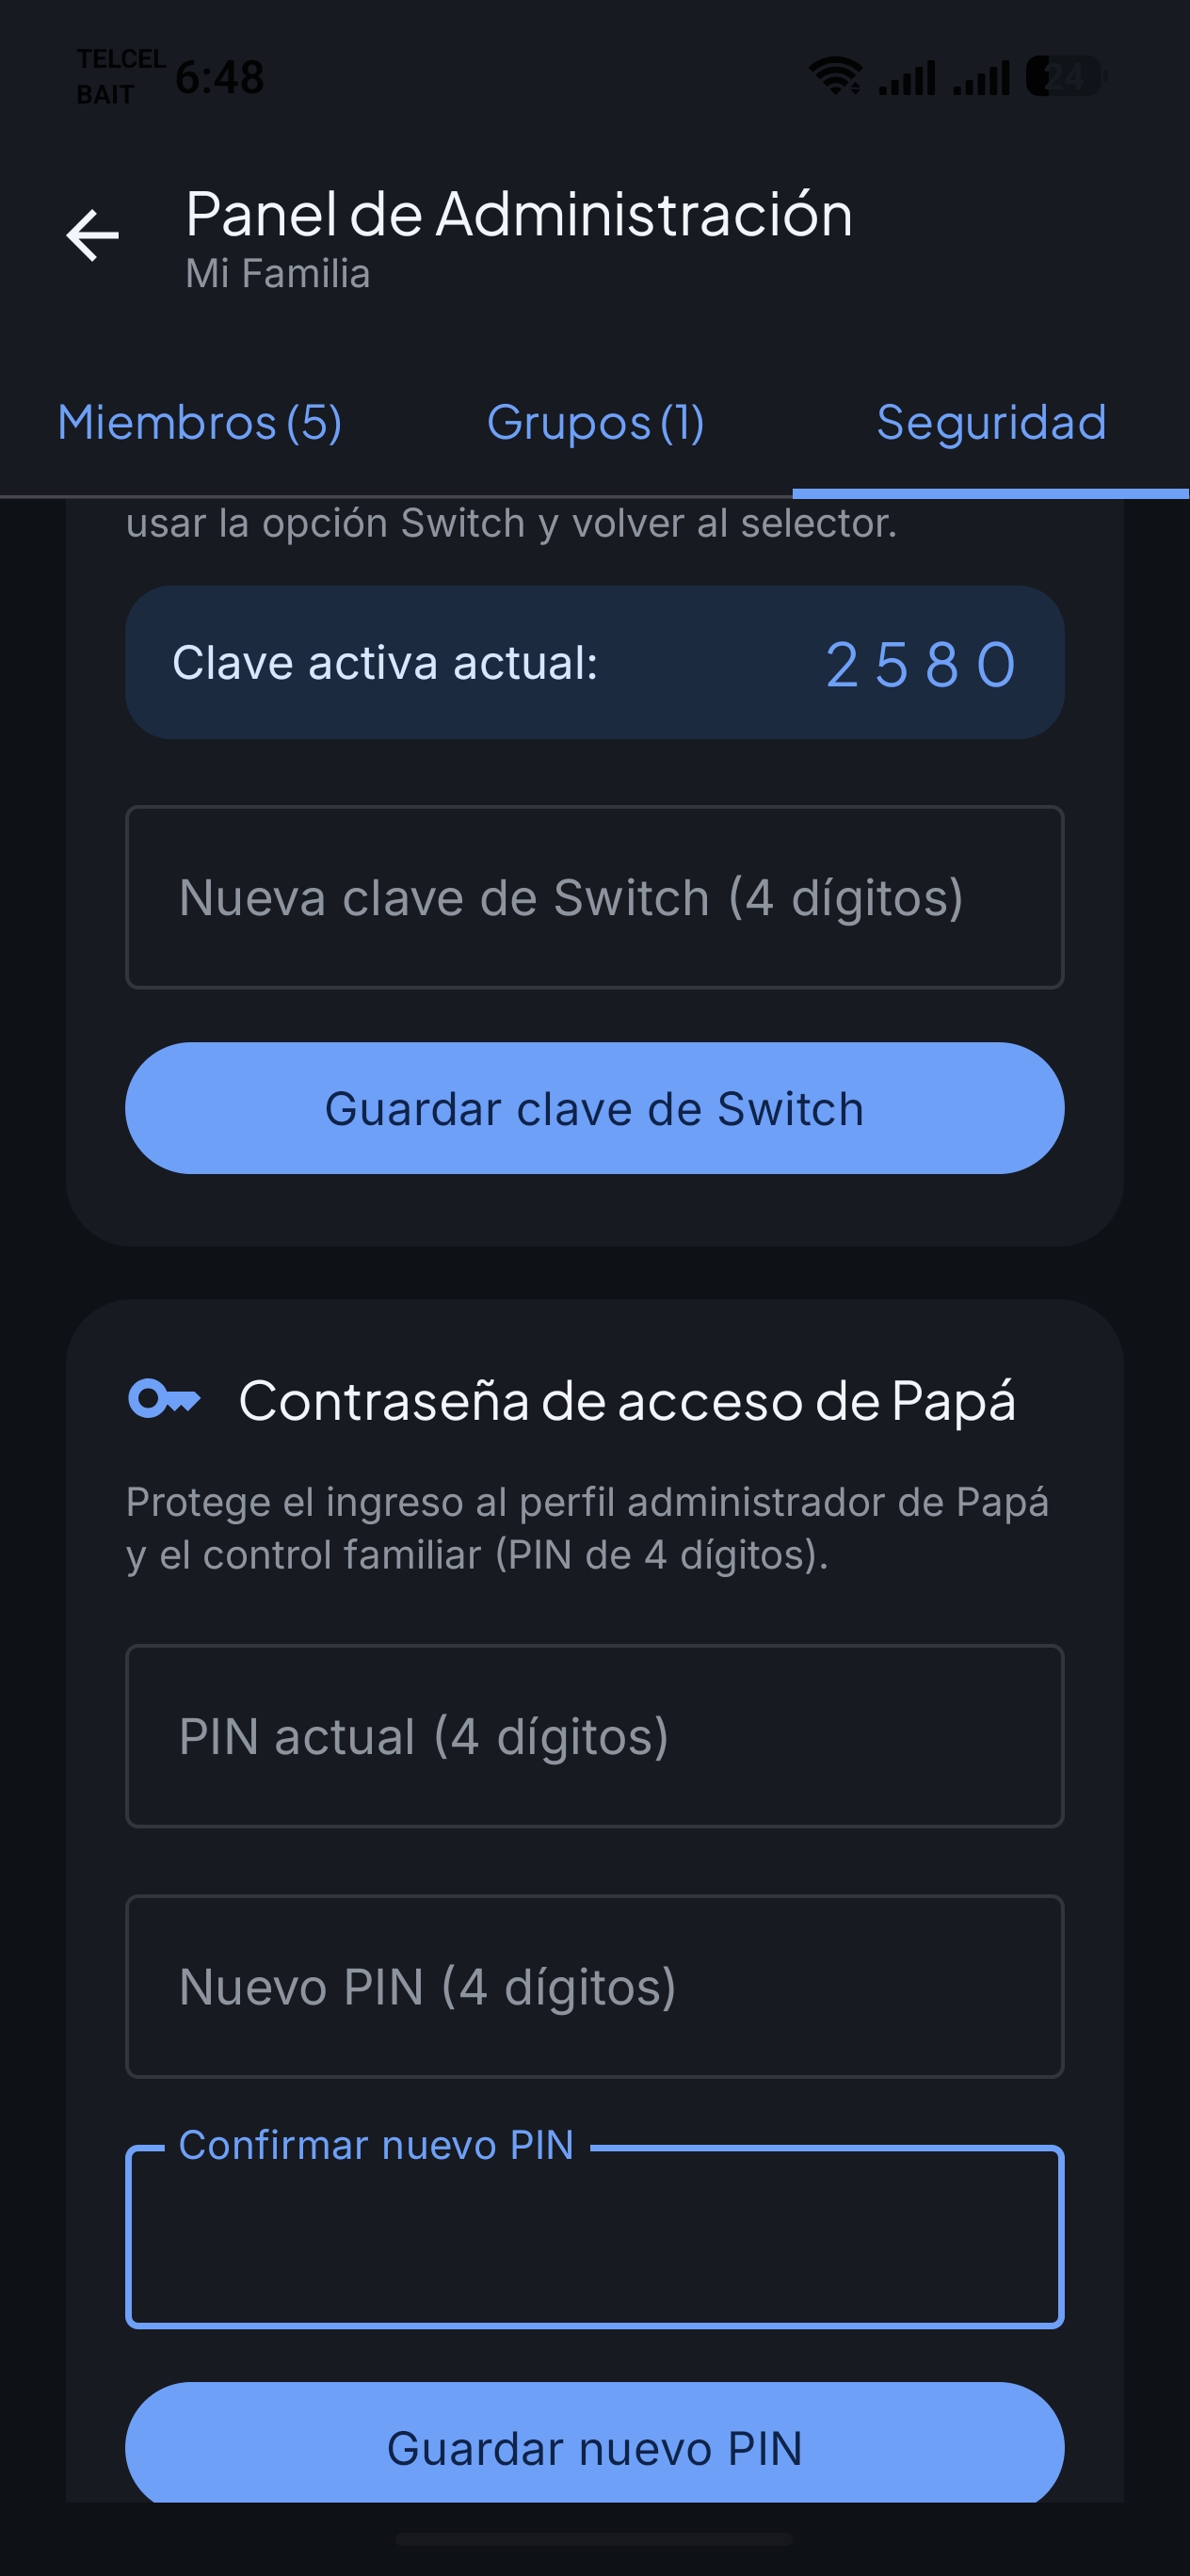 TELCEL
BAIT
6:48
24
Panel de Administración
Mi Familia
Miembros (5)
Grupos (1)
Seguridad
usar la opción Switch y volver al selector.
Clave activa actual:
2580
Nueva clave de Switch (4 dígitos)
Guardar clave de Switch
Contraseña de acceso de Papá
Protege el ingreso al perfil administrador de Papá
y el control familiar (PIN de 4 dígitos).
PIN actual (4 dígitos)
Nuevo PIN (4 dígitos)
Confirmar nuevo PIN
Guardar nuevo PIN